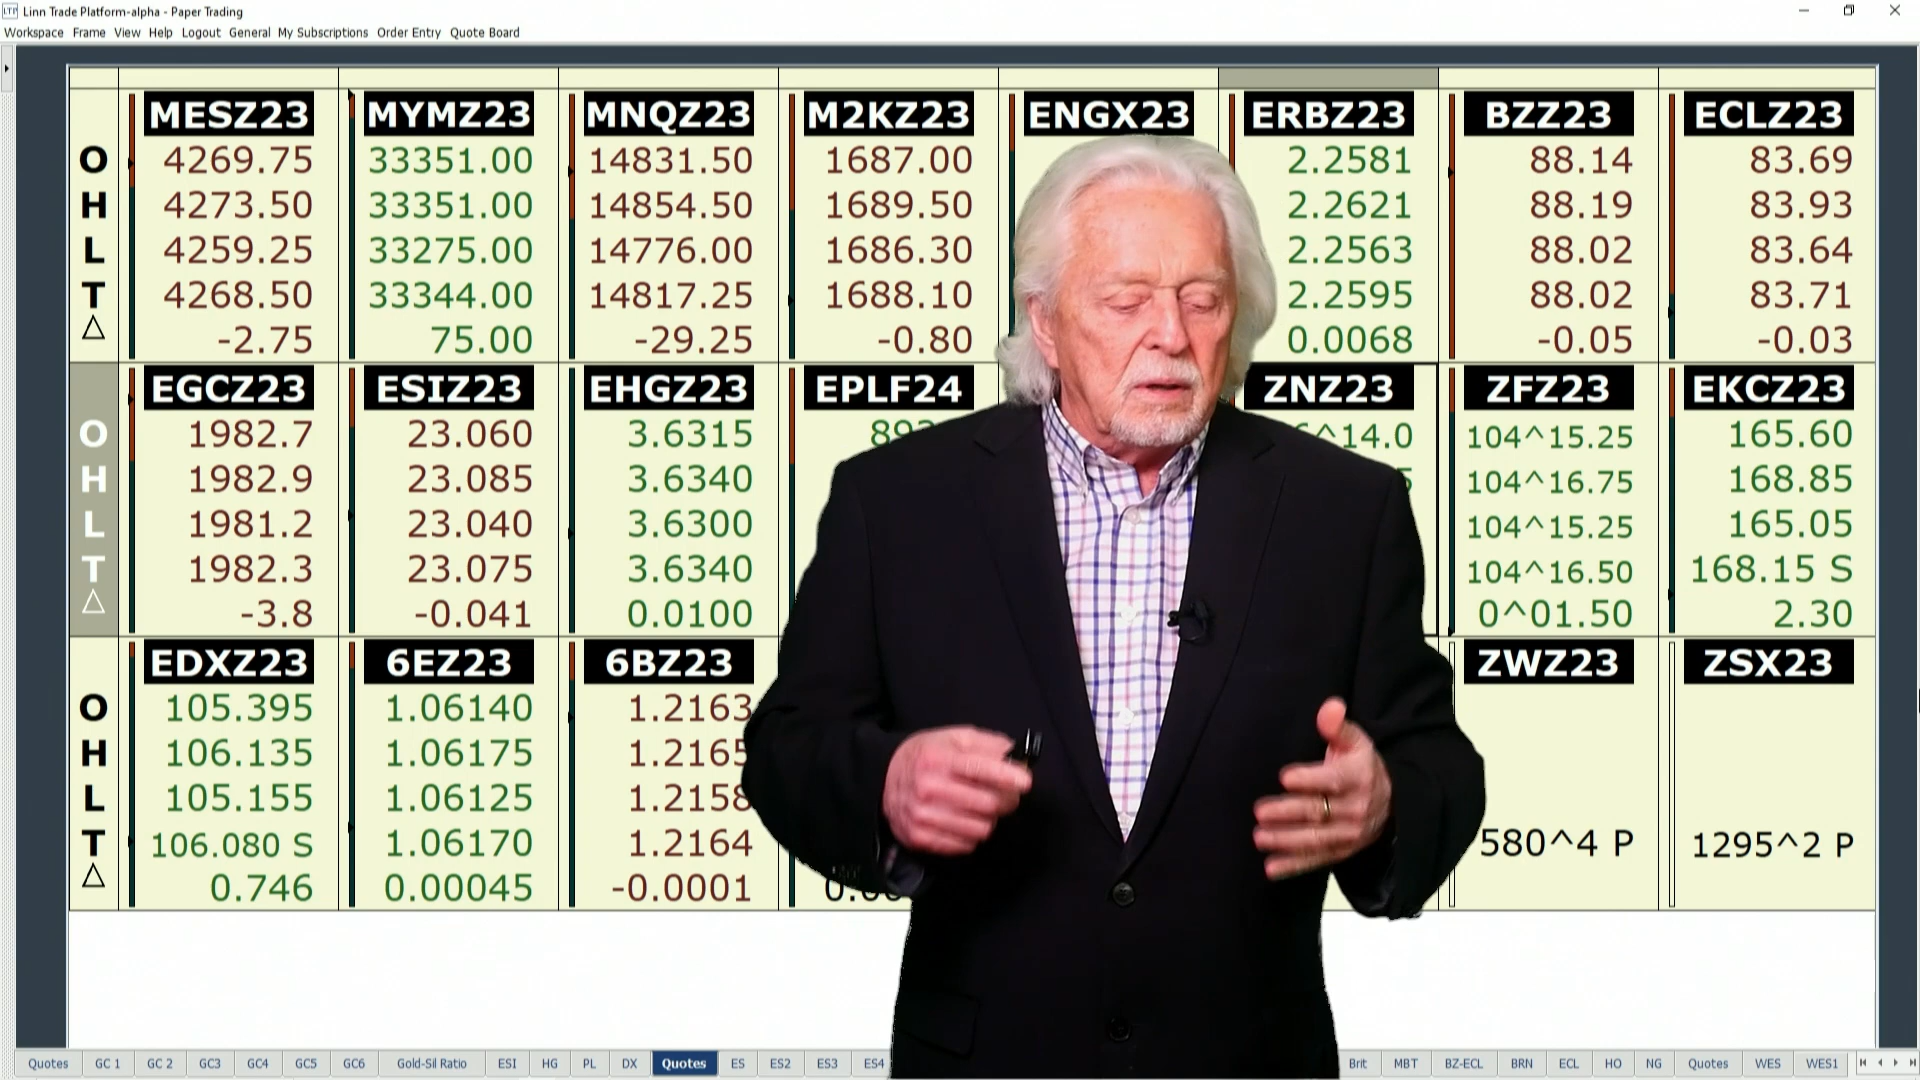 LTP Linn Trade Platform-alpha - Paper Trading
Workspace Frame View Help Logout General My Subscriptions Order Entry Quote Board
MESZ23 MYMZ23 MNQZ23 M2KZ23 ENGX23 ERBZ23 BZZ23 ECLZ23
O 4269.75 33351.00 14831.50 1687.00 2.2581 88.14 83.69
H 4273.50 33351.00 14854.50 1689.50 2.2621 88.19 83.93
L 4259.25 33275.00 14776.00 1686.30 2.2563 88.02 83.64
T 4268.50 33344.00 14817.25 1688.10 2.2595 88.02 83.71
△ -2.75 75.00 -29.25 -0.80 0.0068 -0.05 -0.03
EGCZ23 ESIZ23 EHGZ23 EPLF24 ZNZ23 ZFZ23 EKCZ23
O 1982.7 23.060 3.6315 ^14.0 104^15.25 165.60
H 1982.9 23.085 3.6340 104^16.75 168.85
L 1981.2 23.040 3.6300 104^15.25 165.05
T 1982.3 23.075 3.6340 104^16.50 168.15 S
△ -3.8 -0.041 0.0100 0^01.50 2.30
EDXZ23 6EZ23 6BZ23 ZWZ23 ZSX23
O 105.395 1.06140 1.2163
H 106.135 1.06175 1.2165
L 105.155 1.06125 1.2158
T 106.080 S 1.06170 1.2164 580^4 P 1295^2 P
△ 0.746 0.00045 -0.0001
Quotes GC 1 GC 2 GC3 GC4 GC5 GC6 Gold-Sil Ratio ESI HG PL DX Quotes ES ES2 ES3 ES4 Brit MBT BZ-ECL BRN ECL HO NG Quotes WES WES1